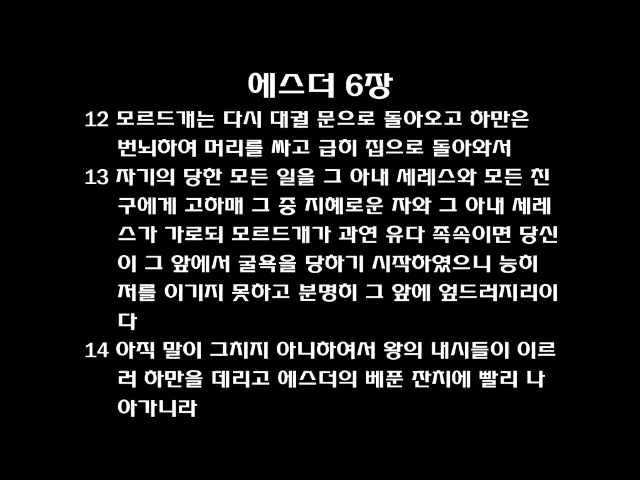 에스더 6장
12 모르드개는 다시 대궐 문으로 돌아오고 하만은
번뇌하여 머리를 싸고 급히 집으로 돌아와서
13 자기의 당한 모든 일을 그 아내 세레스와 모든 친
구에게 고하매 그 중 지혜로운 자와 그 아내 세레
스가 가로되 모르드개가 과연 유다 족속이면 당신
이 그 앞에서 굴욕을 당하기 시작하였으니 능히
저를 이기지 못하고 분명히 그 앞에 엎드러지리이
다
14 아직 말이 그치지 아니하여서 왕의 내시들이 이르
러 하만을 데리고 에스더의 베푼 잔치에 빨리 나
아가니라